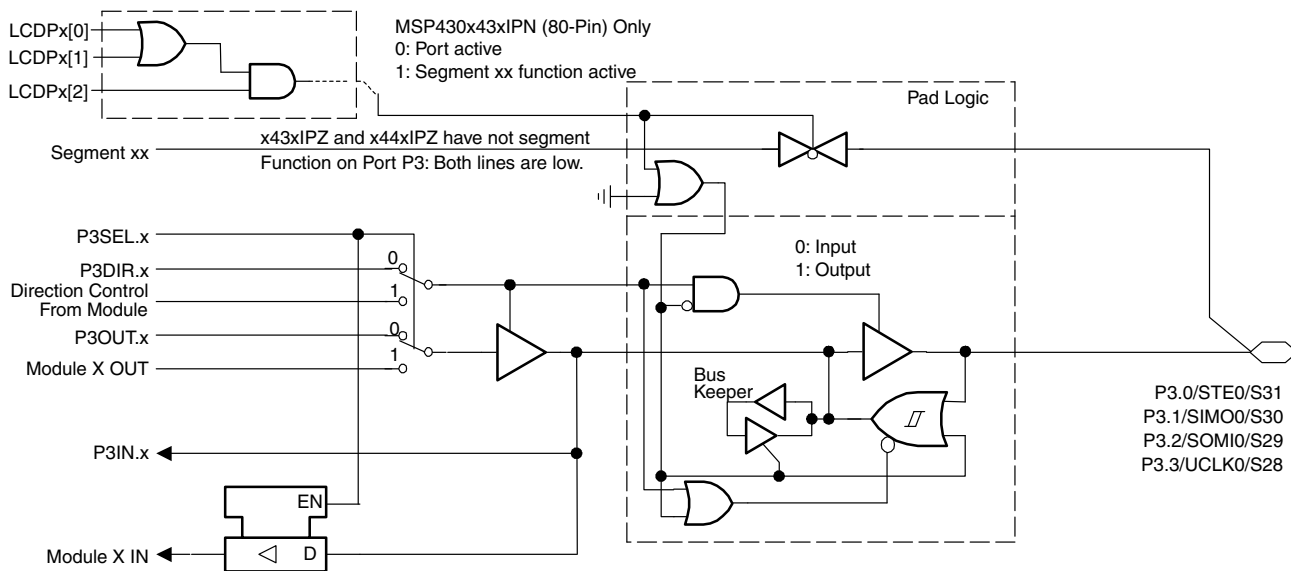 LCDPx[0]
LCDPx[1]
LCDPx[2]
MSP430x43xIPN (80-Pin) Only
0: Port active
1: Segment xx function active
Pad Logic
x43xIPZ and x44xIPZ have not segment
Function on Port P3: Both lines are low.
Segment xx
P3SEL.x
0
P3DIR.x
Direction Control
From Module
1
0: Input
1: Output
P3OUT.x
0
Module X OUT
1
Bus
Keeper
P3.0/STE0/S31
P3.1/SIMO0/S30
P3.2/SOMI0/S29
P3.3/UCLK0/S28
P3IN.x
EN
Module X IN
D